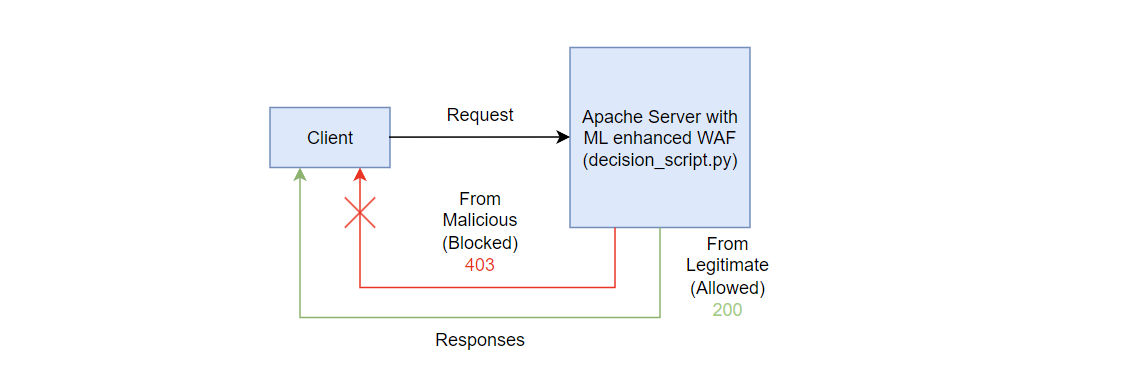 Client
Request
Apache Server with
ML enhanced WAF
(decision_script.py)
From
Malicious
(Blocked)
403
From
Legitimate
(Allowed)
200
Responses